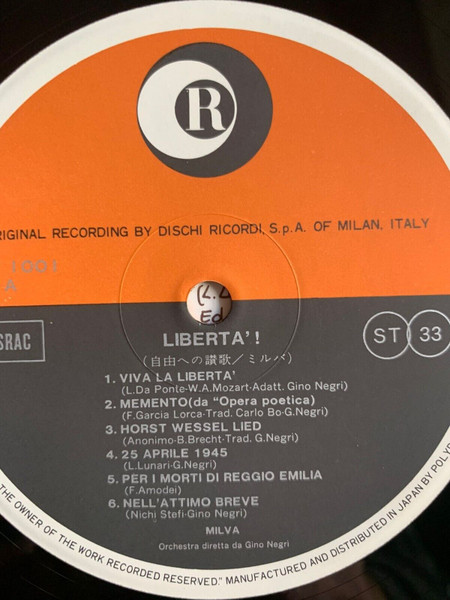 R
RIGINAL RECORDING BY DISCHI RICORDI, S.p.A. OF MILAN, ITALY
1001
A
SRAC
ST 33
LIBERTA'!
(自由への讃歌/ミルバ)
1. VIVA LA LIBERTA'
(L.Da Ponte-W.A.Mozart-Adatt. Gino Negri)
2. MEMENTO(da "Opera poetica)
(F.Garcia Lorca-Trad. Carlo Bo-G.Negri)
3. HORST WESSEL LIED
(Anonimo-B.Brecht-Trad. G.Negri)
4. 25 APRILE 1945
(L.Lunari-G.Negri)
5. PER I MORTI DI REGGIO EMILIA
(F.Amodei)
6. NELL'ATTIMO BREVE
(Nichi Stefi-Gino Negri)
MILVA
Orchestra diretta da Gino Negri
THE OWNER OF THE WORK RECORDED RESERVED." MANUFACTURED AND DISTRIBUTED IN JAPAN BY POLYD